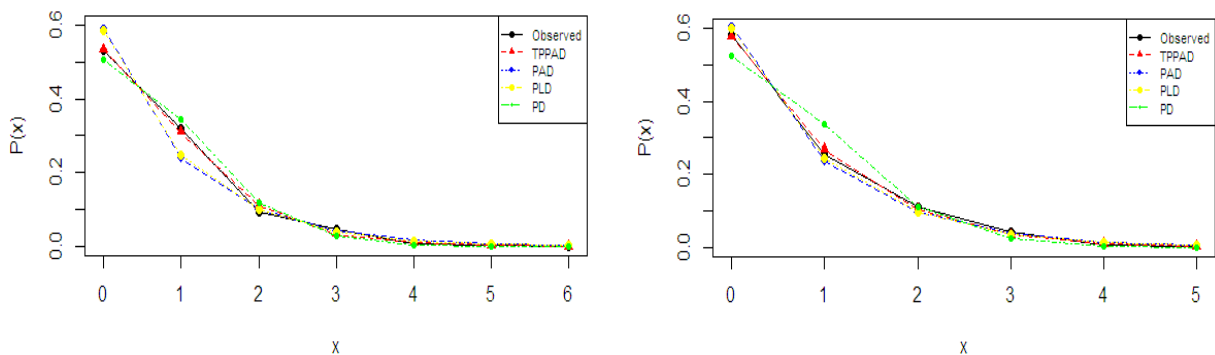 P(x)
0.0 0.2 0.4 0.6
0 1 2 3 4 5 6
x
Observed
TPPAD
PAD
PLD
PD
P(x)
0.0 0.2 0.4 0.6
0 1 2 3 4 5
x
Observed
TPPAD
PAD
PLD
PD